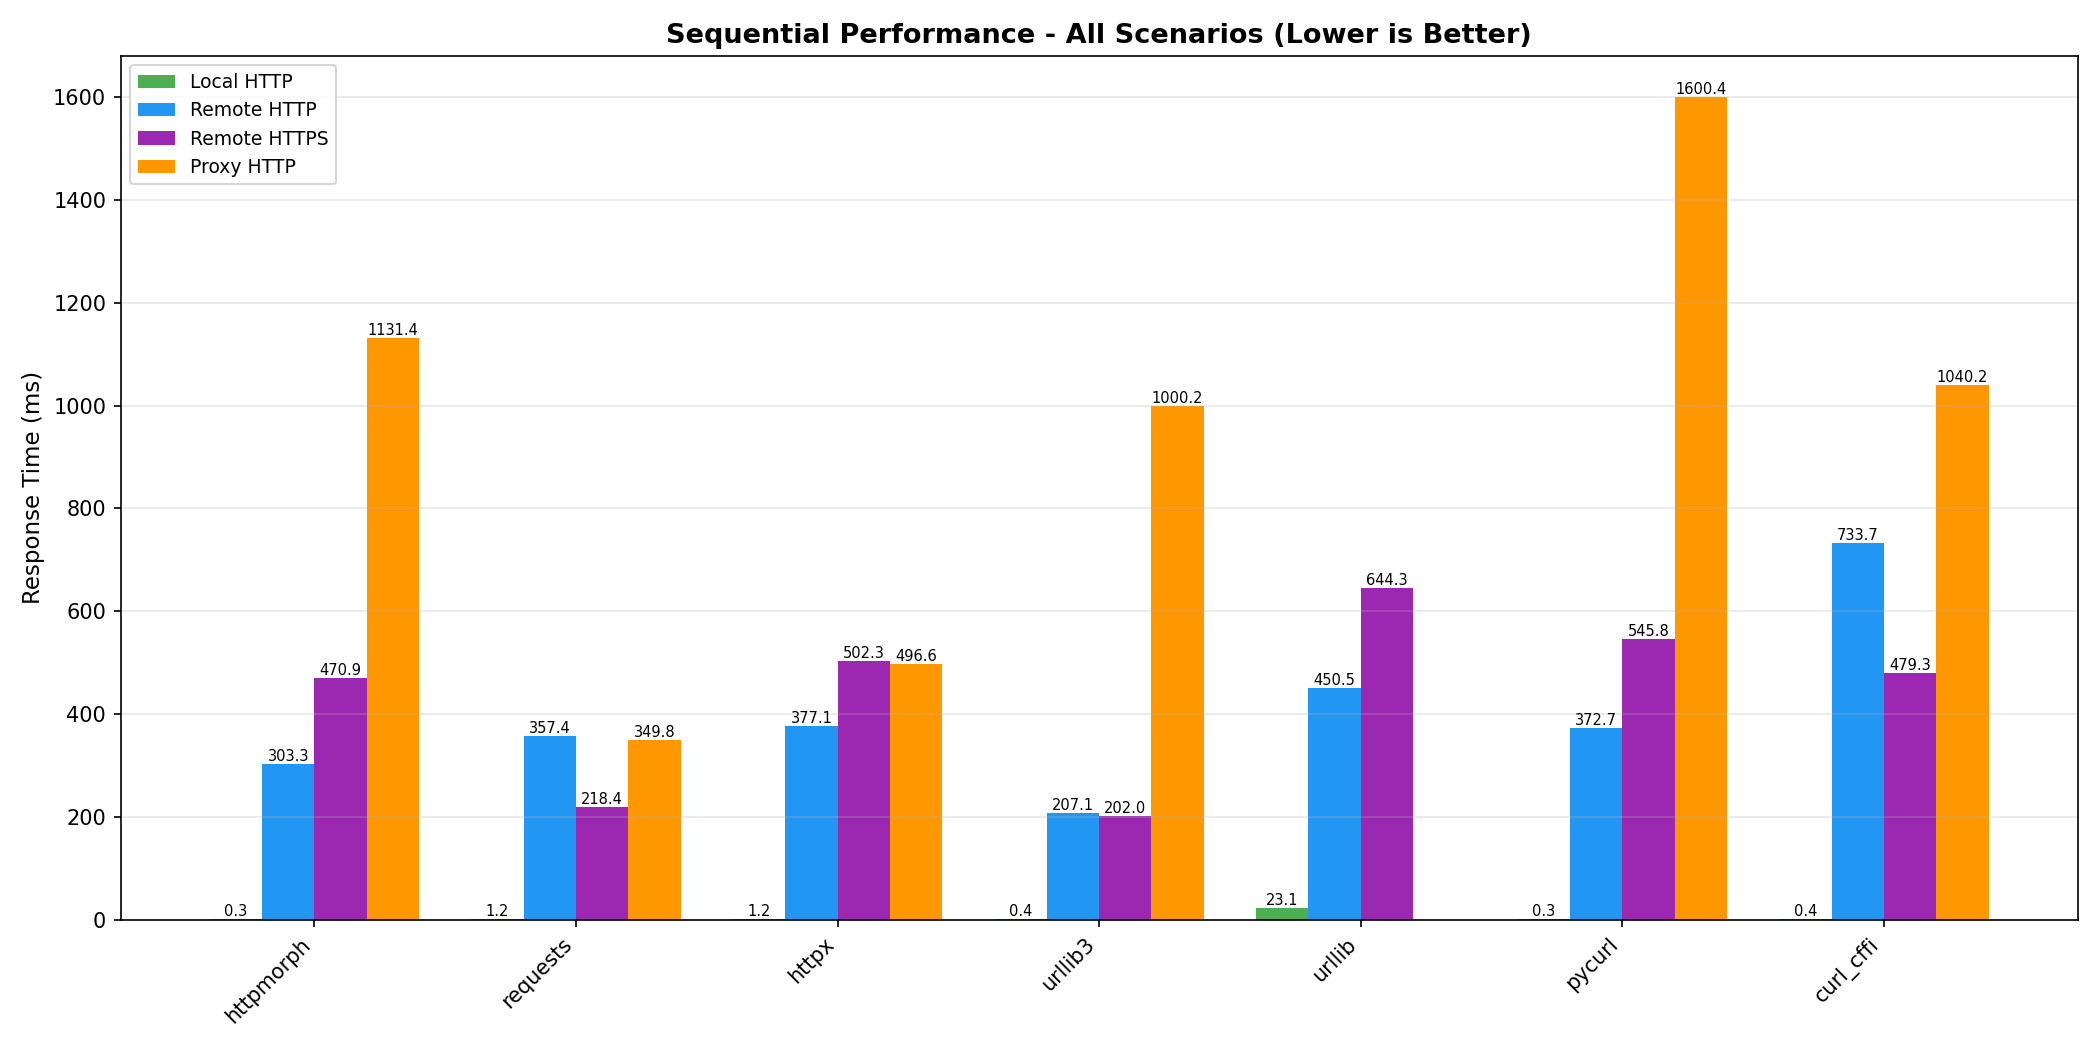 Sequential Performance - All Scenarios (Lower is Better)
Local HTTP
Remote HTTP
Remote HTTPS
Proxy HTTP
Response Time (ms)
1600
1400
1200
1000
800
600
400
200
0
0.3
303.3
470.9
1131.4
1.2
357.4
218.4
349.8
1.2
377.1
502.3
496.6
0.4
207.1
202.0
1000.2
23.1
450.5
644.3
0.3
372.7
545.8
1600.4
0.4
733.7
479.3
1040.2
httpmorph
requests
httpx
urllib3
urllib
pycurl
curl_cffi